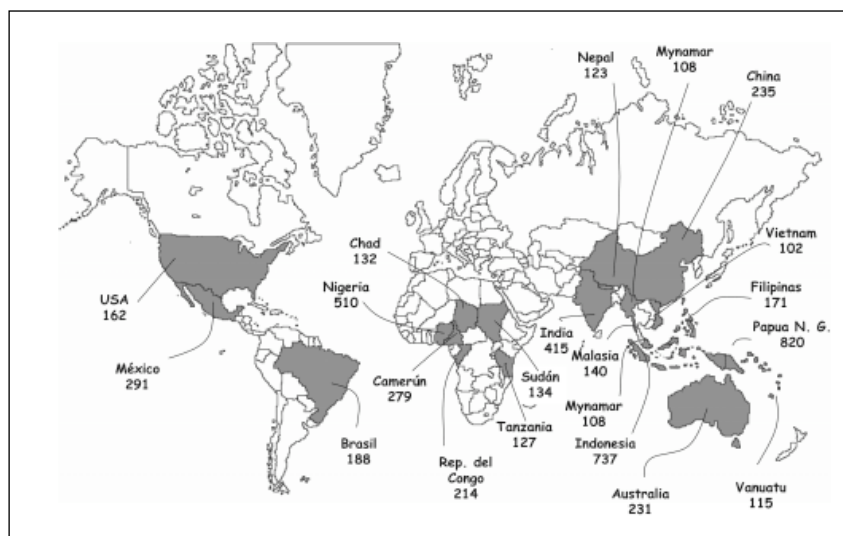 Nepal
123
Mynamar
108
China
235
Vietnam
102
Chad
132
Nigeria
510
Filipinas
171
USA
162
India
415
Papua N. G.
820
México
291
Camerún
279
Sudán
134
Malasia
140
Mynamar
108
Tanzania
127
Indonesia
737
Brasil
188
Rep. del
Congo
214
Australia
231
Vanuatu
115